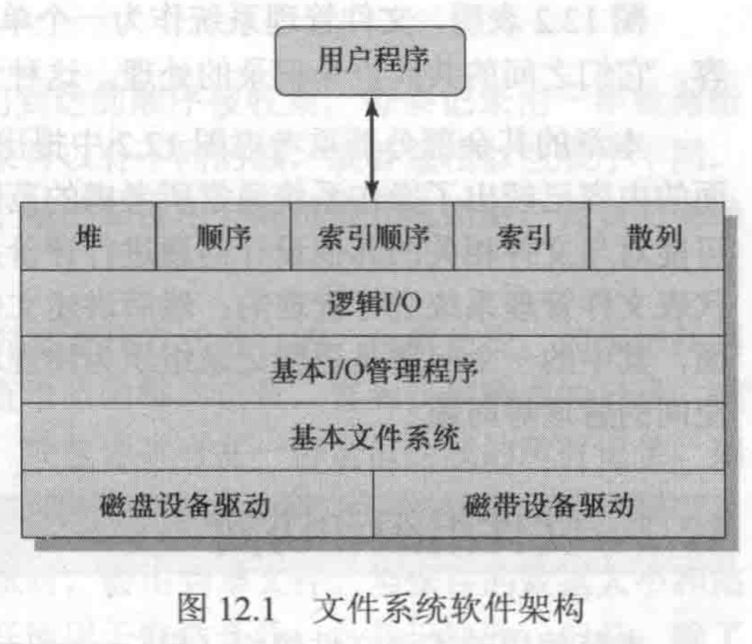 用户程序
堆 顺序 索引顺序 索引 散列
逻辑I/O
基本I/O管理程序
基本文件系统
磁盘设备驱动 磁带设备驱动
图 12.1 文件系统软件架构